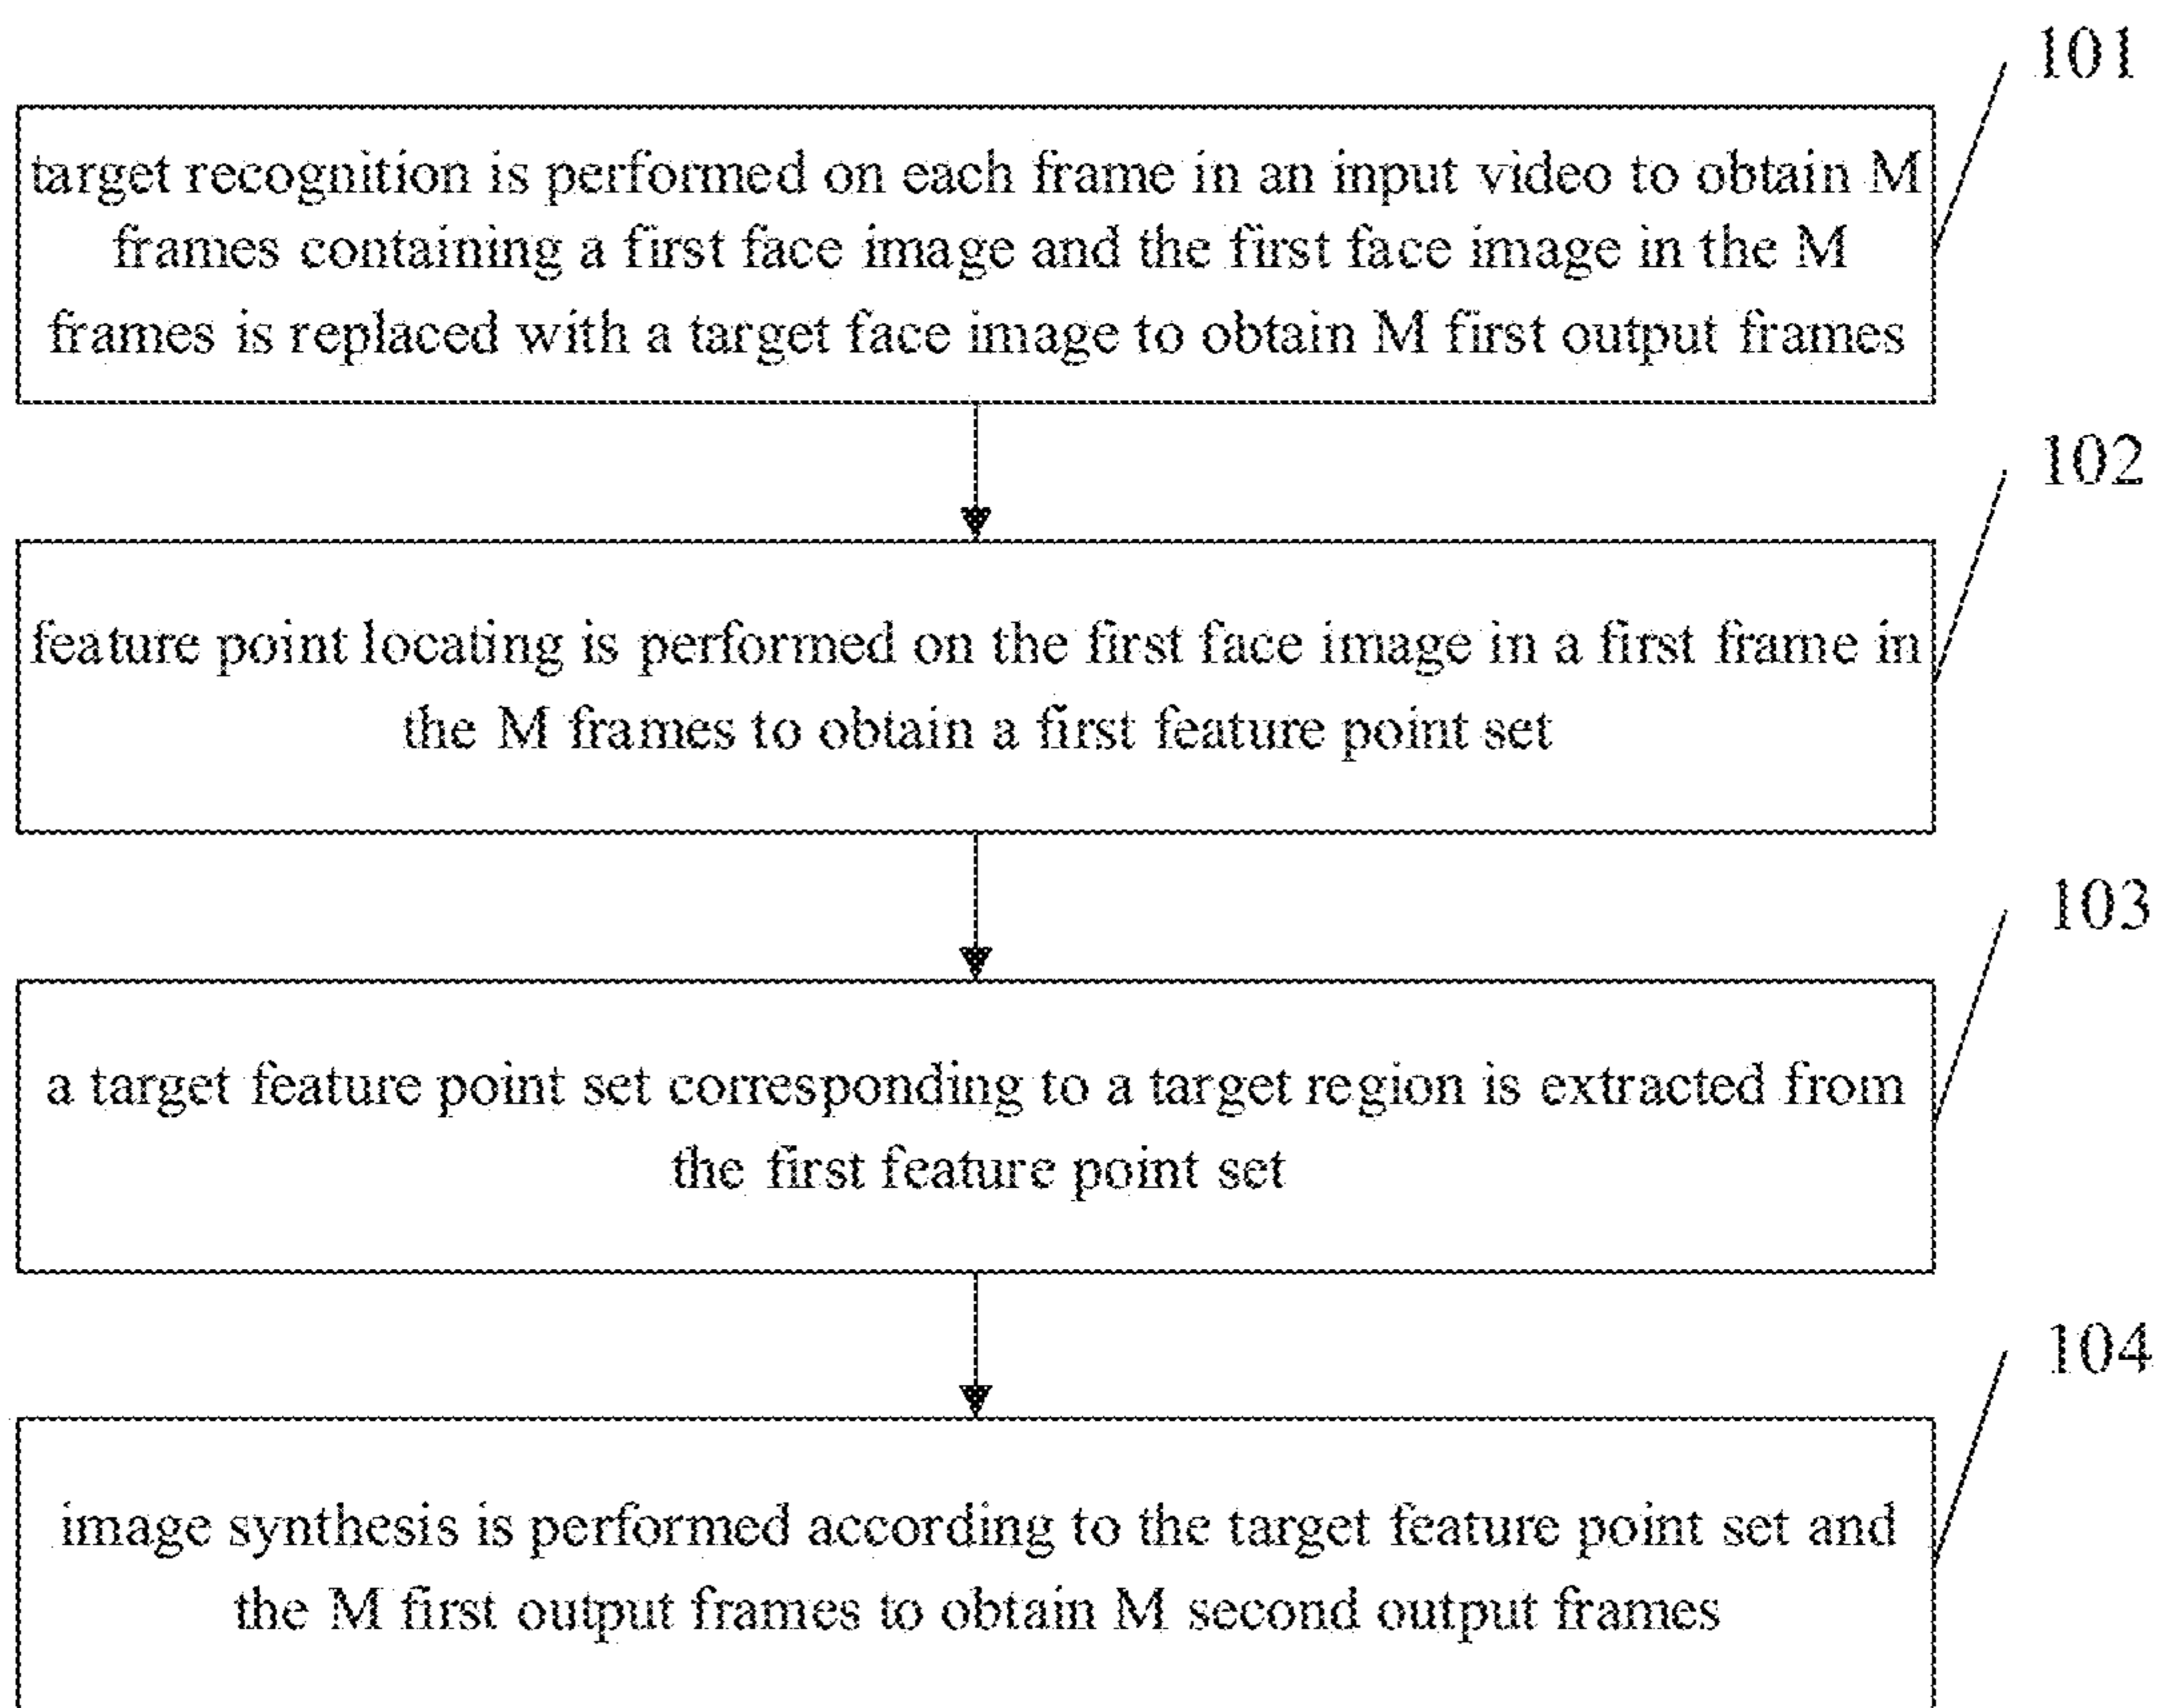 101
target recognition is performed on each frame in an input video to obtain M
frames containing a first face image and the first face image in the M
frames is replaced with a target face image to obtain M first output frames
102
feature point locating is performed on the first face image in a first frame in
the M frames to obtain a first feature point set
103
a target feature point set corresponding to a target region is extracted from
the first feature point set
104
image synthesis is performed according to the target feature point set and
the M first output frames to obtain M second output frames